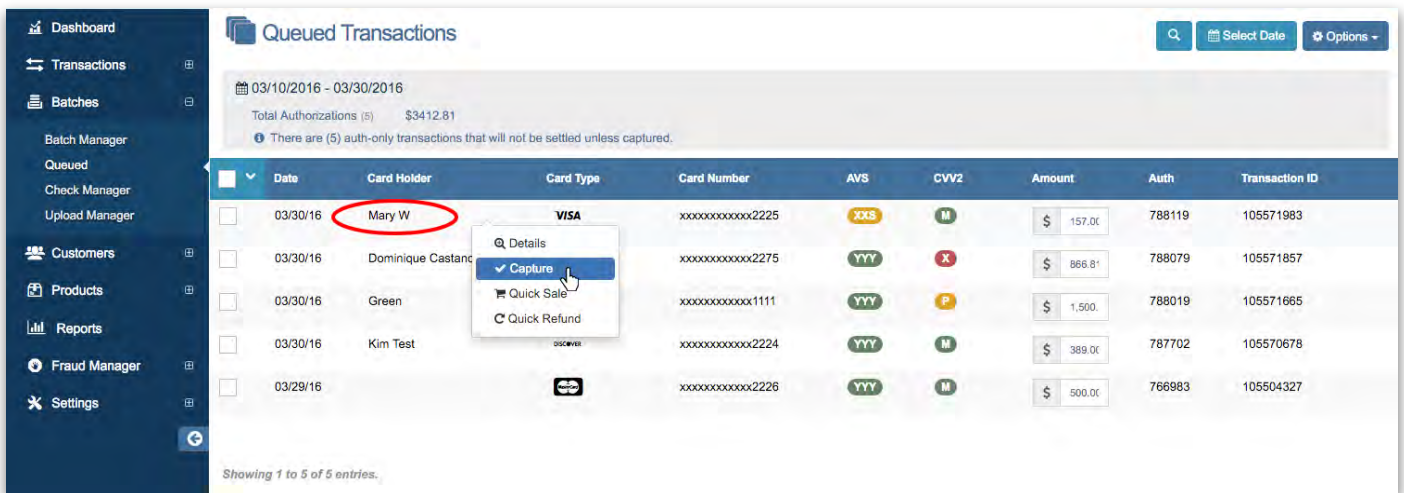 Dashboard
Transactions
Batches
Batch Manager
Queued
Check Manager
Upload Manager
Customers
Products
Reports
Fraud Manager
Settings
Queued Transactions
Select Date
Options
03/10/2016 - 03/30/2016
Total Authorizations (5) $3412.81
There are (5) auth-only transactions that will not be settled unless captured.
Date Card Holder Card Type Card Number AVS CVV2 Amount Auth Transaction ID
03/30/16 Mary W VISA xxxxxxxxxxxx2225 XXS M $ 157.00 788119 105571983
03/30/16 Dominique Castano xxxxxxxxxxxx2275 YYY X $ 866.81 788079 105571857
03/30/16 Green xxxxxxxxxxxx1111 YYY P $ 1,500. 788019 105571665
03/30/16 Kim Test DISCOVER xxxxxxxxxxxx2224 YYY M $ 389.00 787702 105570678
03/29/16 MasterCard xxxxxxxxxxxx2226 YYY M $ 500.00 766983 105504327
Details
Capture
Quick Sale
Quick Refund
Showing 1 to 5 of 5 entries.